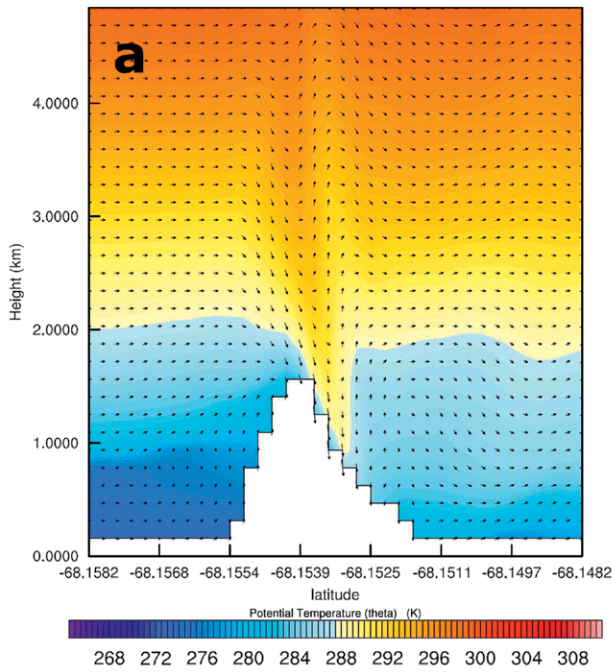 a
4.0000
3.0000
2.0000
1.0000
0.0000
Height (km)
-68.1582 -68.1568 -68.1554 -68.1539 -68.1525 -68.1511 -68.1497 -68.1482
latitude
Potential Temperature (theta) (K)
268 272 276 280 284 288 292 296 300 304 308